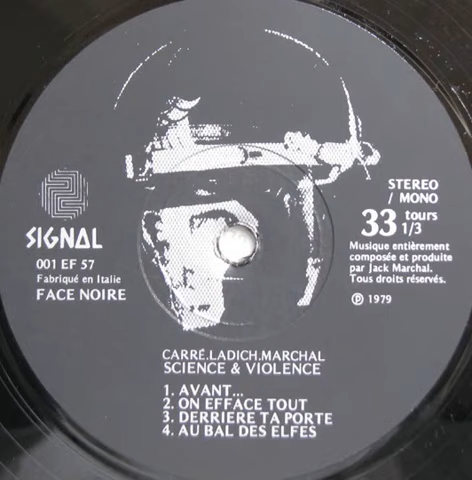 SIGNAL
001 EF 57
Fabriqué en Italie
FACE NOIRE
STEREO
/ MONO
33 tours
1/3
Musique entièrement
composée et produite
par Jack Marchal.
Tous droits réservés.
Ⓟ 1979
CARRÉ.LADICH.MARCHAL
SCIENCE & VIOLENCE
1. AVANT...
2. ON EFFACE TOUT
3. DERRIERE TA PORTE
4. AU BAL DES ELFES